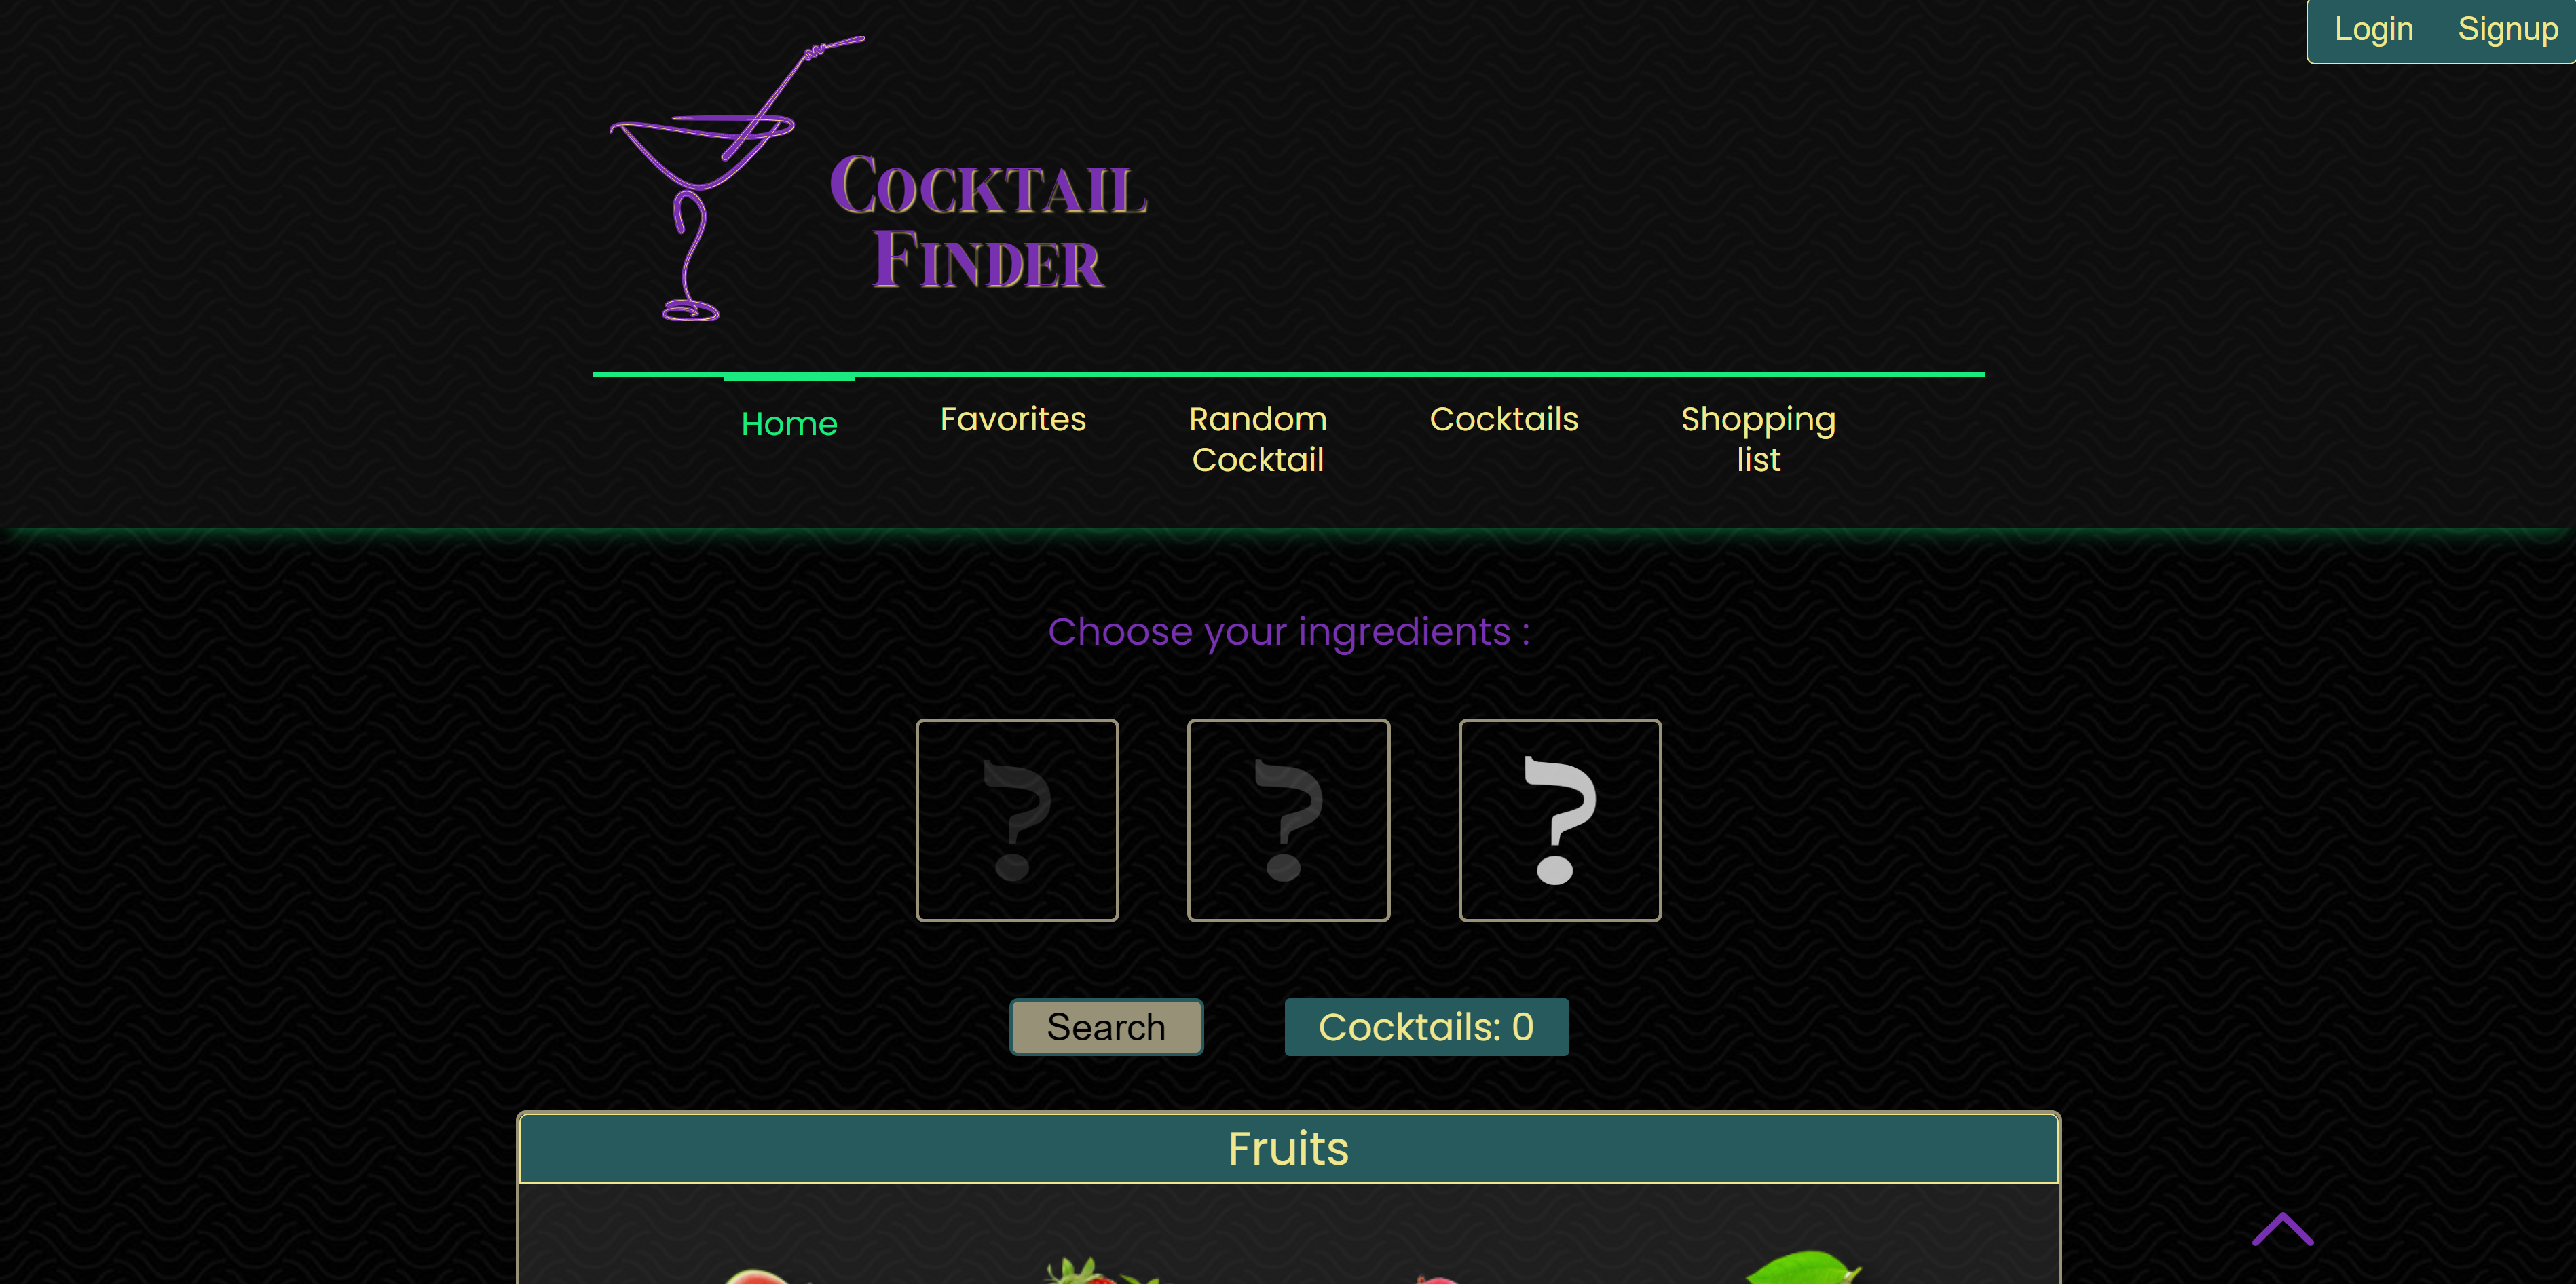 Login Signup
Cocktail
Finder
Home Favorites Random Cocktails Shopping
Cocktail list
Choose your ingredients :
? ? ?
Search Cocktails: 0
Fruits